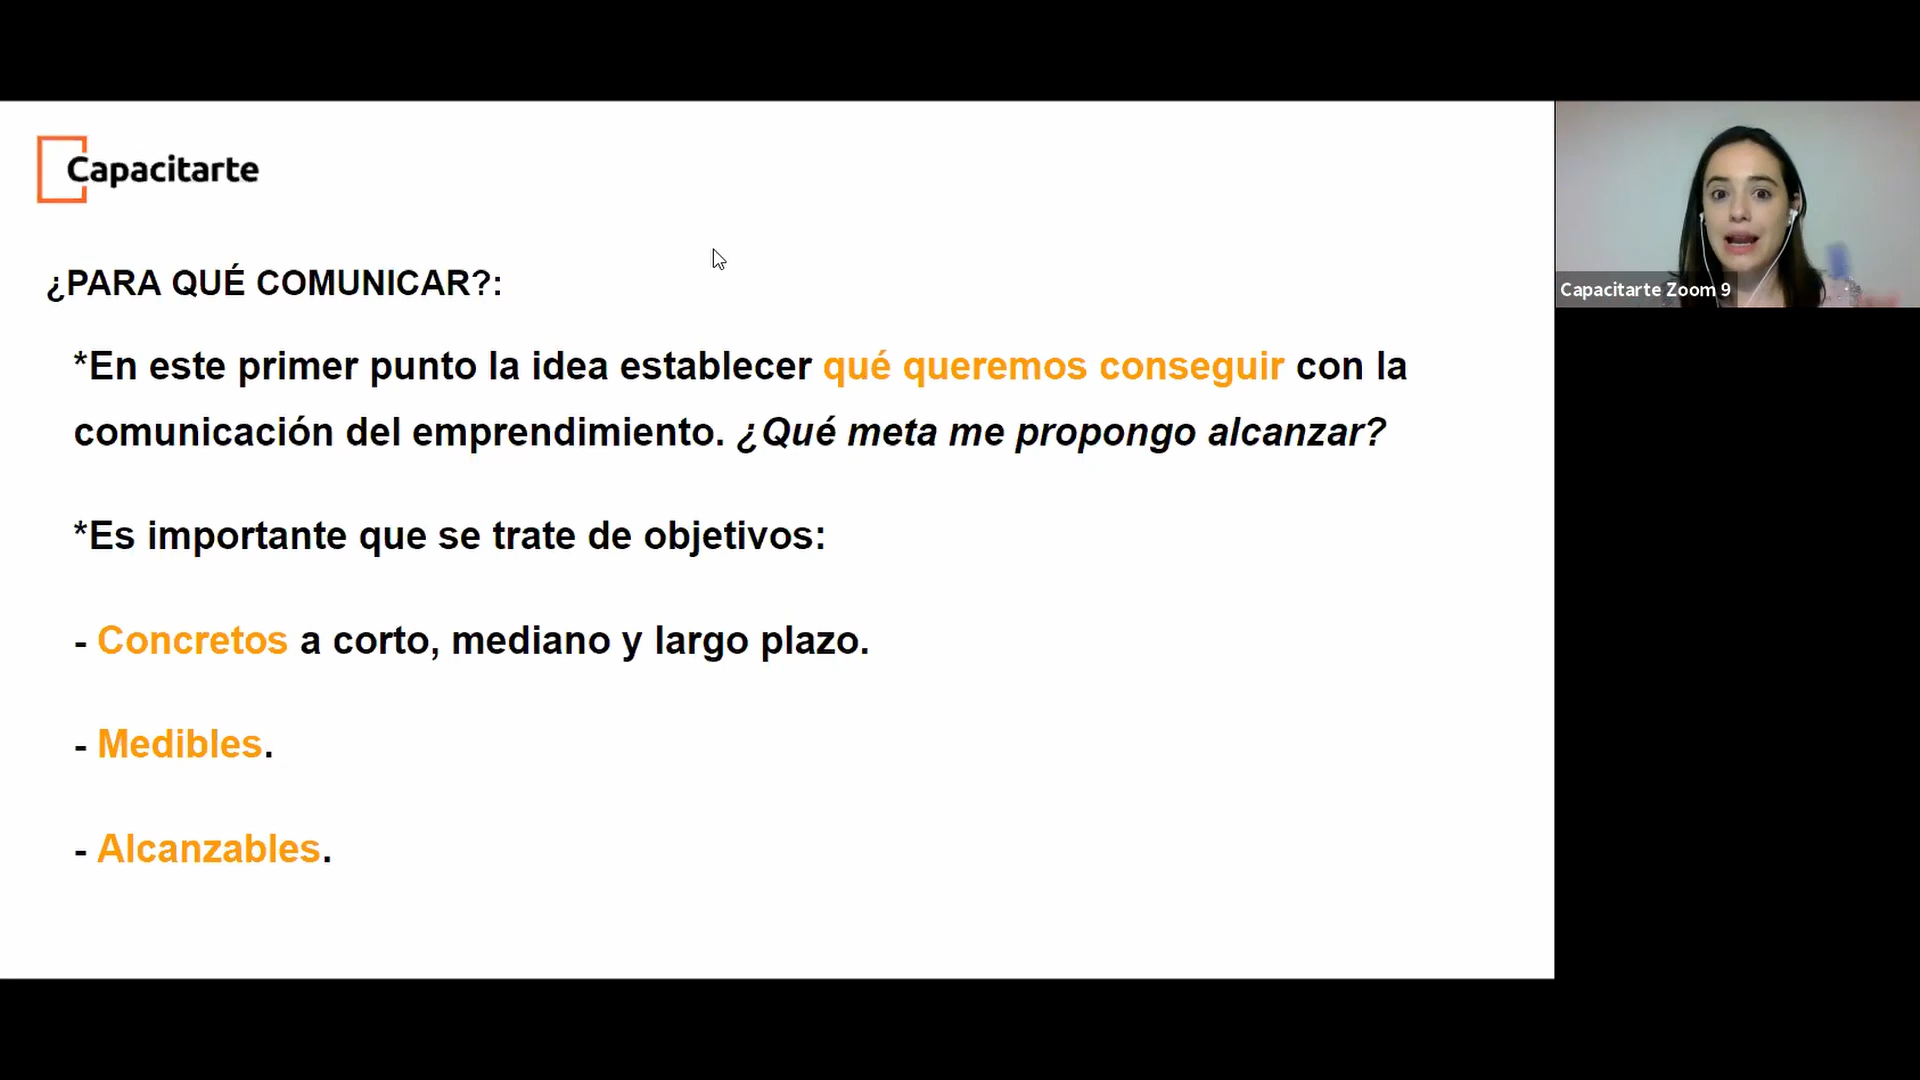 Capacitarte
¿PARA QUÉ COMUNICAR?:
*En este primer punto la idea establecer qué queremos conseguir con la
comunicación del emprendimiento. ¿Qué meta me propongo alcanzar?
*Es importante que se trate de objetivos:
- Concretos a corto, mediano y largo plazo.
- Medibles.
- Alcanzables.
Capacitarte Zoom 9